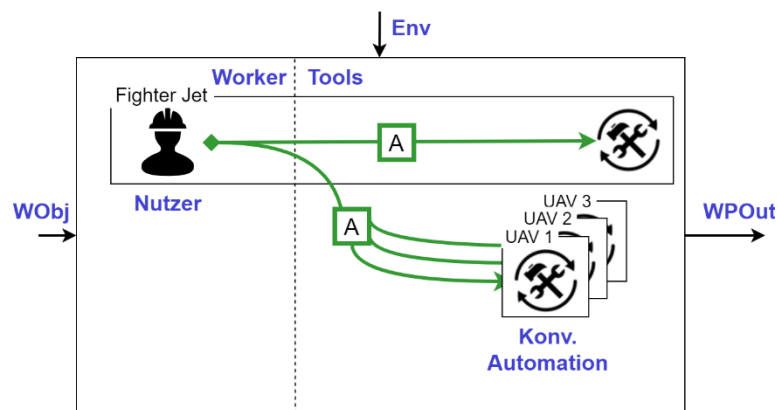 Env
Worker
Tools
Fighter Jet
A
Nutzer
WObj
A
UAV 3
UAV 2
UAV 1
WPOut
Konv.
Automation